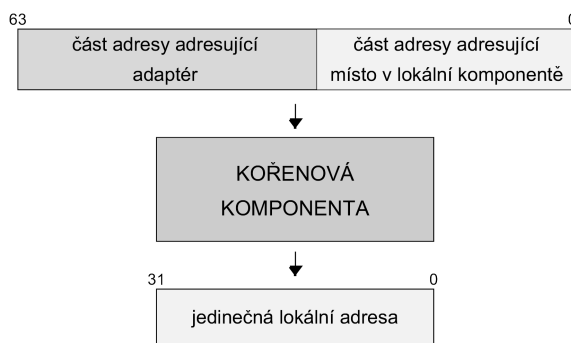 63 0
část adresy adresující část adresy adresující
adaptér místo v lokální komponentě
KOŘENOVÁ
KOMPONENTA
31 0
jedinečná lokální adresa